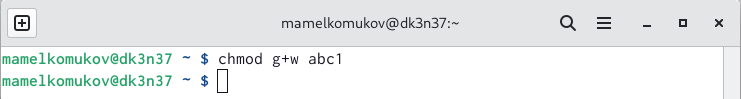 mamelkomukov@dk3n37:~
mamelkomukov@dk3n37 ~ $ chmod g+w abc1
mamelkomukov@dk3n37 ~ $